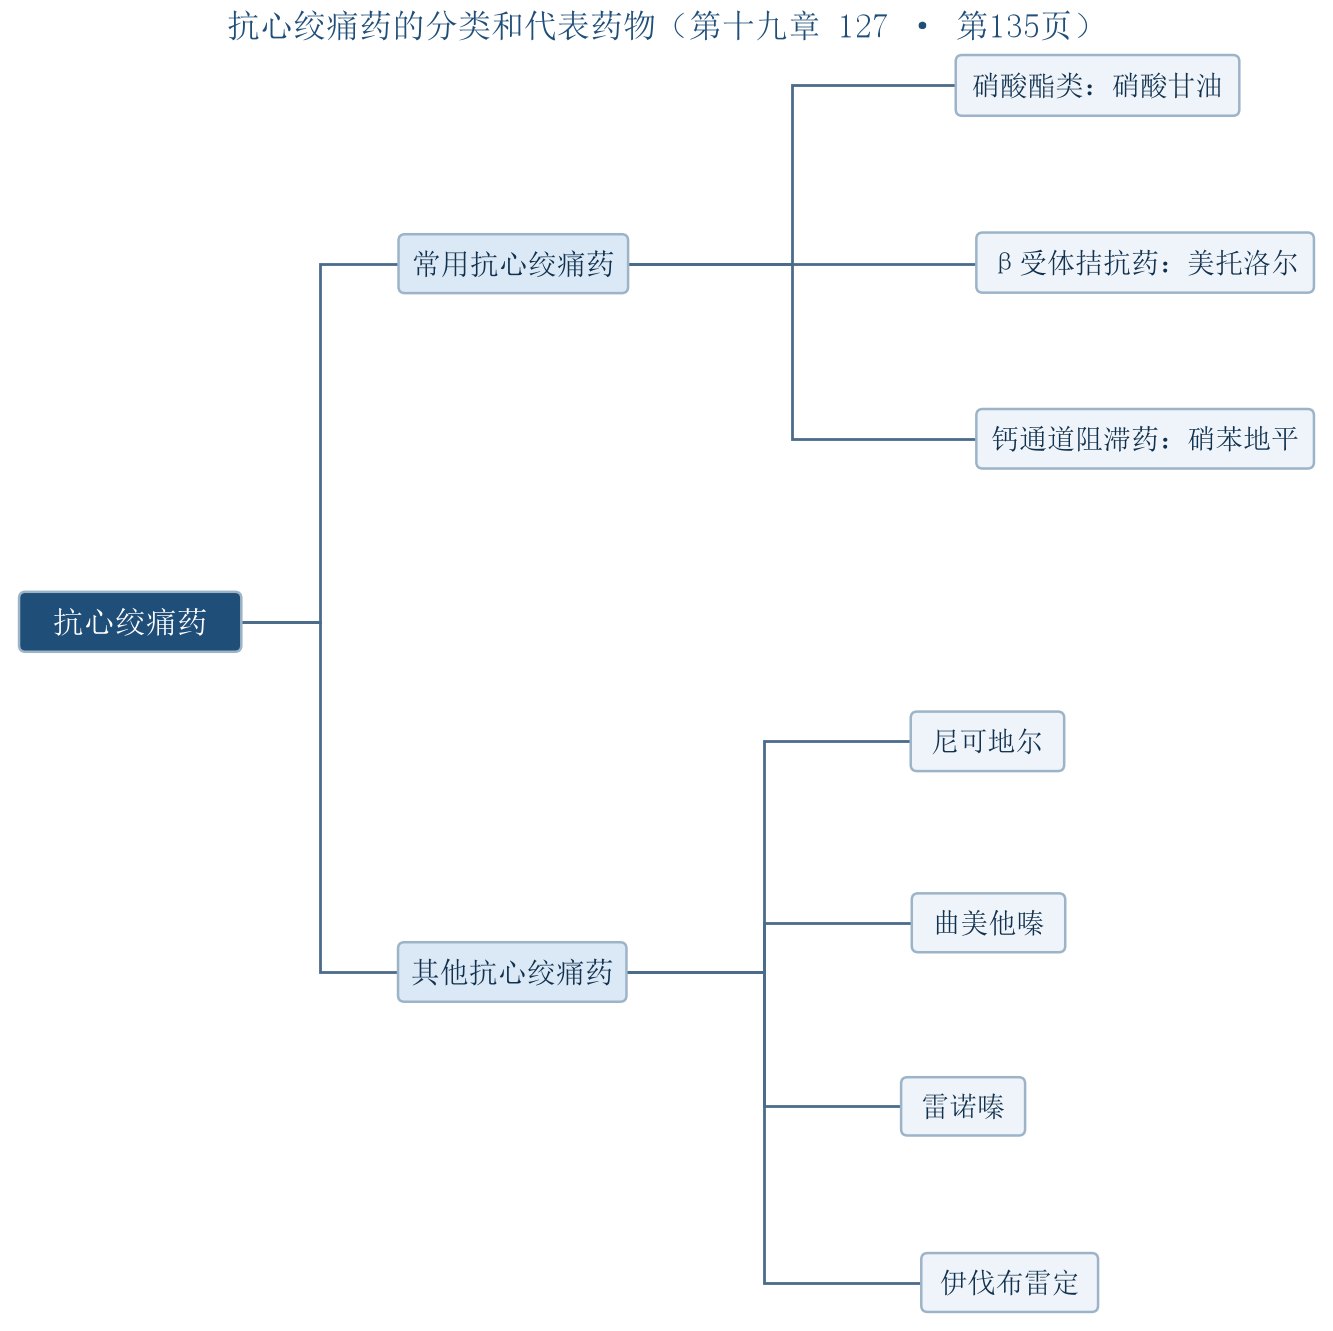 抗心绞痛药的分类和代表药物（第十九章 127 • 第135页）
硝酸酯类：硝酸甘油
常用抗心绞痛药
β受体拮抗药：美托洛尔
钙通道阻滞药：硝苯地平
抗心绞痛药
尼可地尔
曲美他嗪
其他抗心绞痛药
雷诺嗪
伊伐布雷定